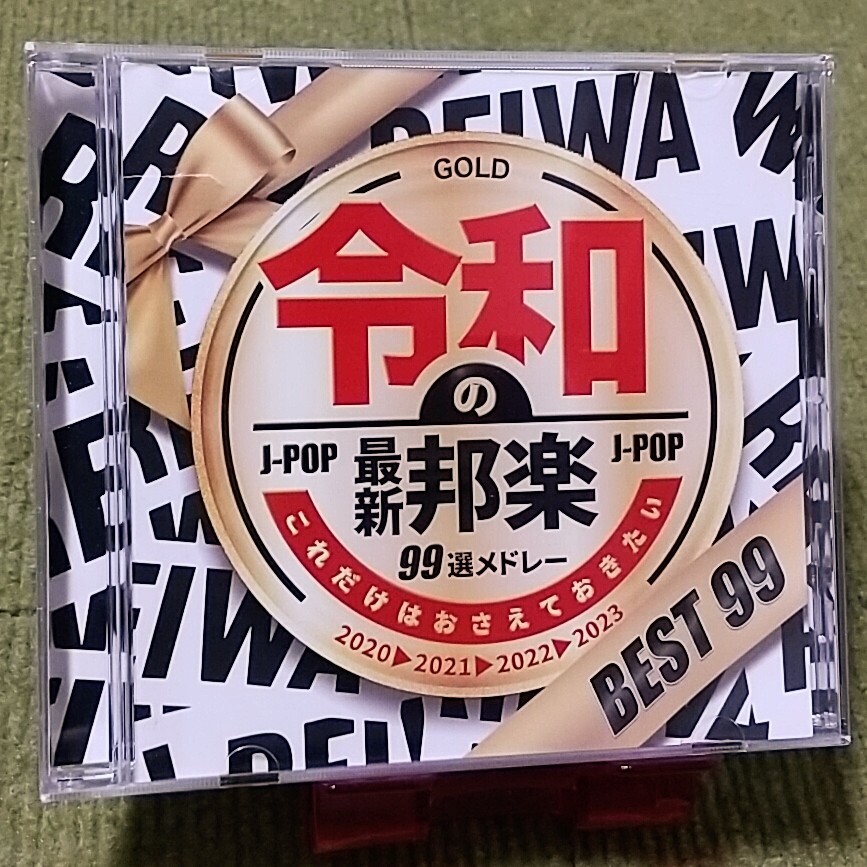 REIWA
GOLD
令和
の
J-POP
最新
邦楽
J-POP
99選メドレー
これだけはおさえておきたい
2020▶2021▶2022▶2023
BEST 99